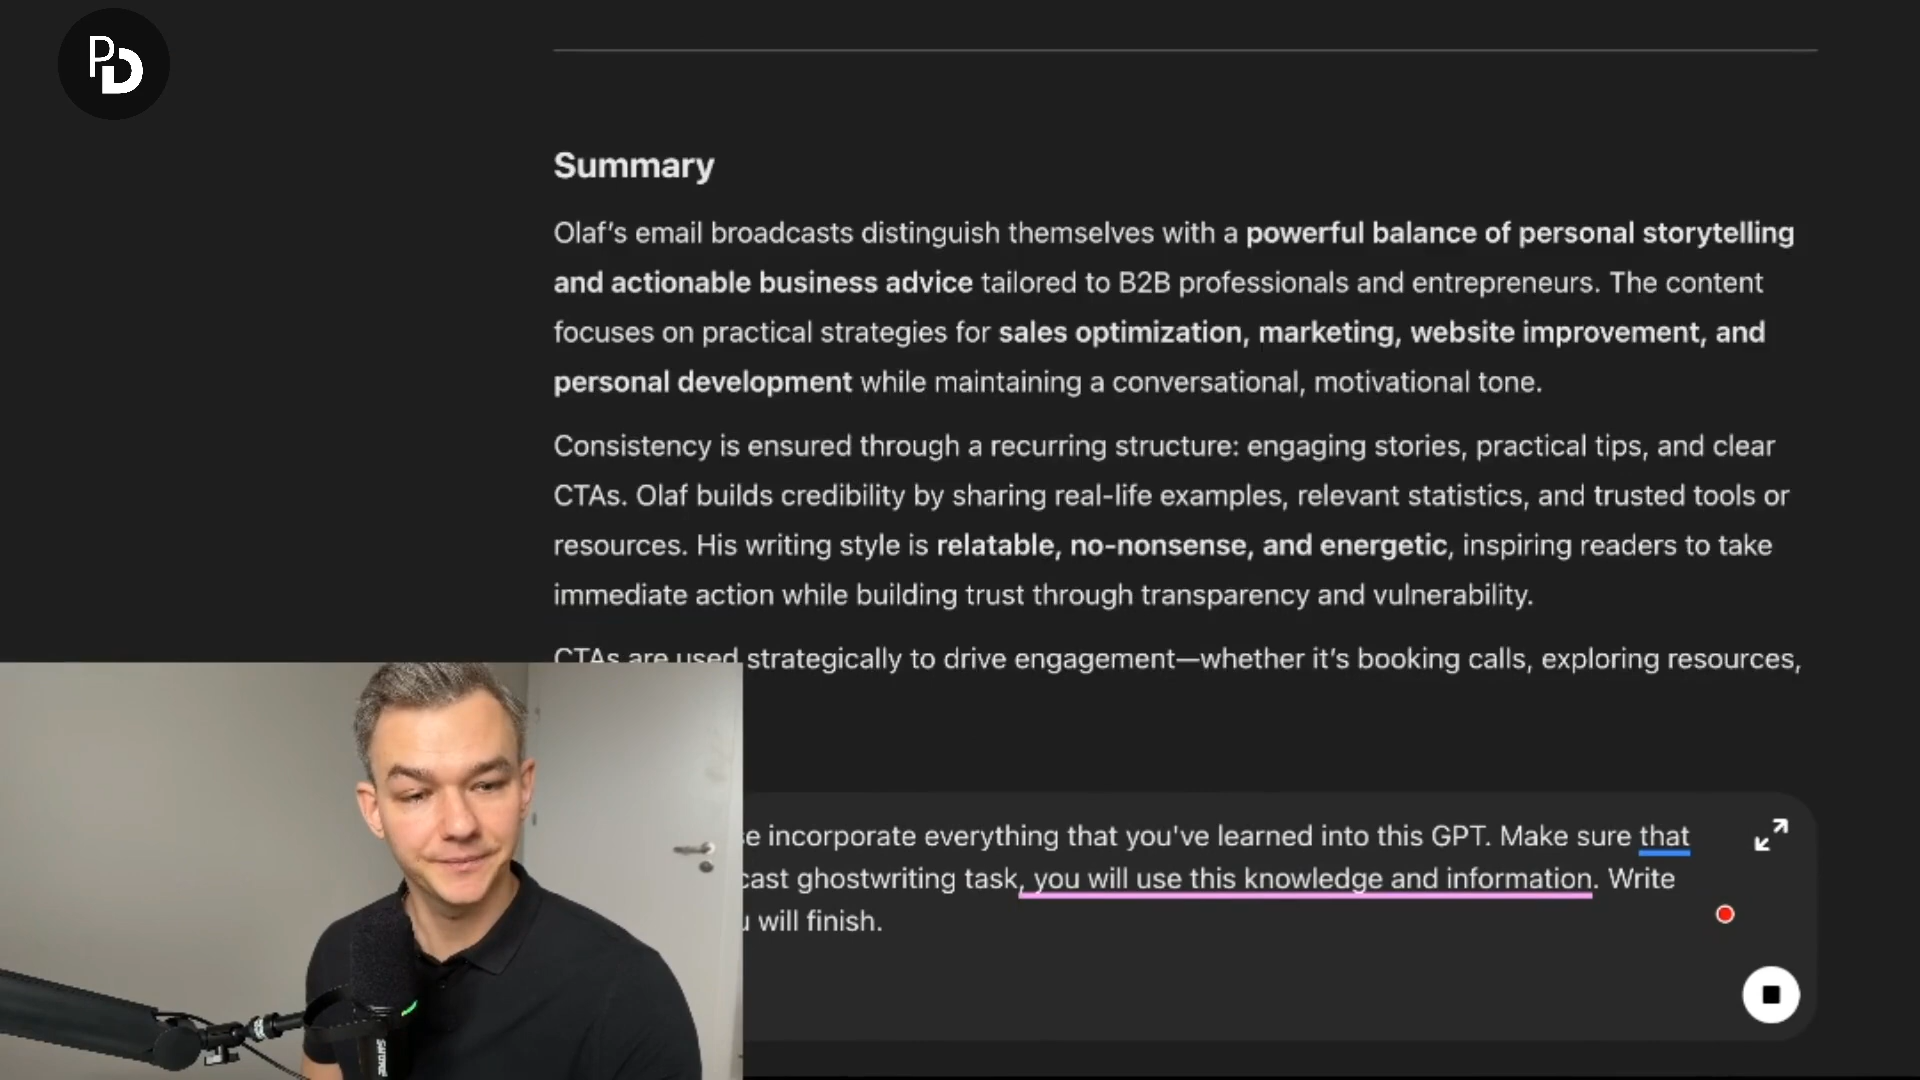 PD
Summary
Olaf’s email broadcasts distinguish themselves with a powerful balance of personal storytelling
and actionable business advice tailored to B2B professionals and entrepreneurs. The content
focuses on practical strategies for sales optimization, marketing, website improvement, and
personal development while maintaining a conversational, motivational tone.
Consistency is ensured through a recurring structure: engaging stories, practical tips, and clear
CTAs. Olaf builds credibility by sharing real-life examples, relevant statistics, and trusted tools or
resources. His writing style is relatable, no-nonsense, and energetic, inspiring readers to take
immediate action while building trust through transparency and vulnerability.
CTAs are used strategically to drive engagement—whether it’s booking calls, exploring resources,
incorporate everything that you've learned into this GPT. Make sure that
ghostwriting task, you will use this knowledge and information. Write
will finish.